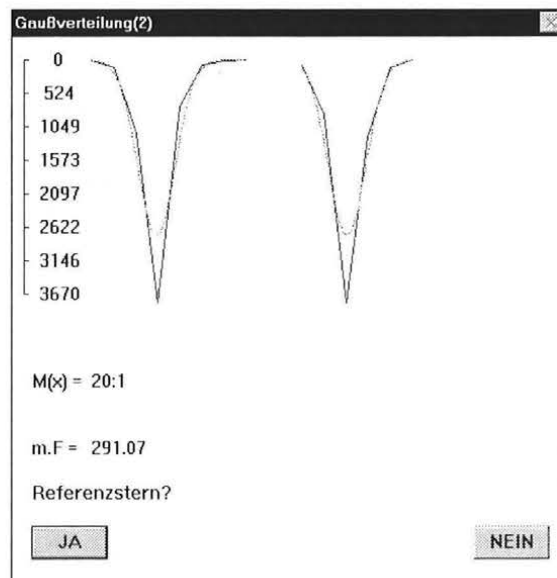 Gaußverteilung(2)
0
524
1049
1573
2097
2622
3146
3670
M(x) = 20:1
m.F = 291.07
Referenzstern?
JA
NEIN